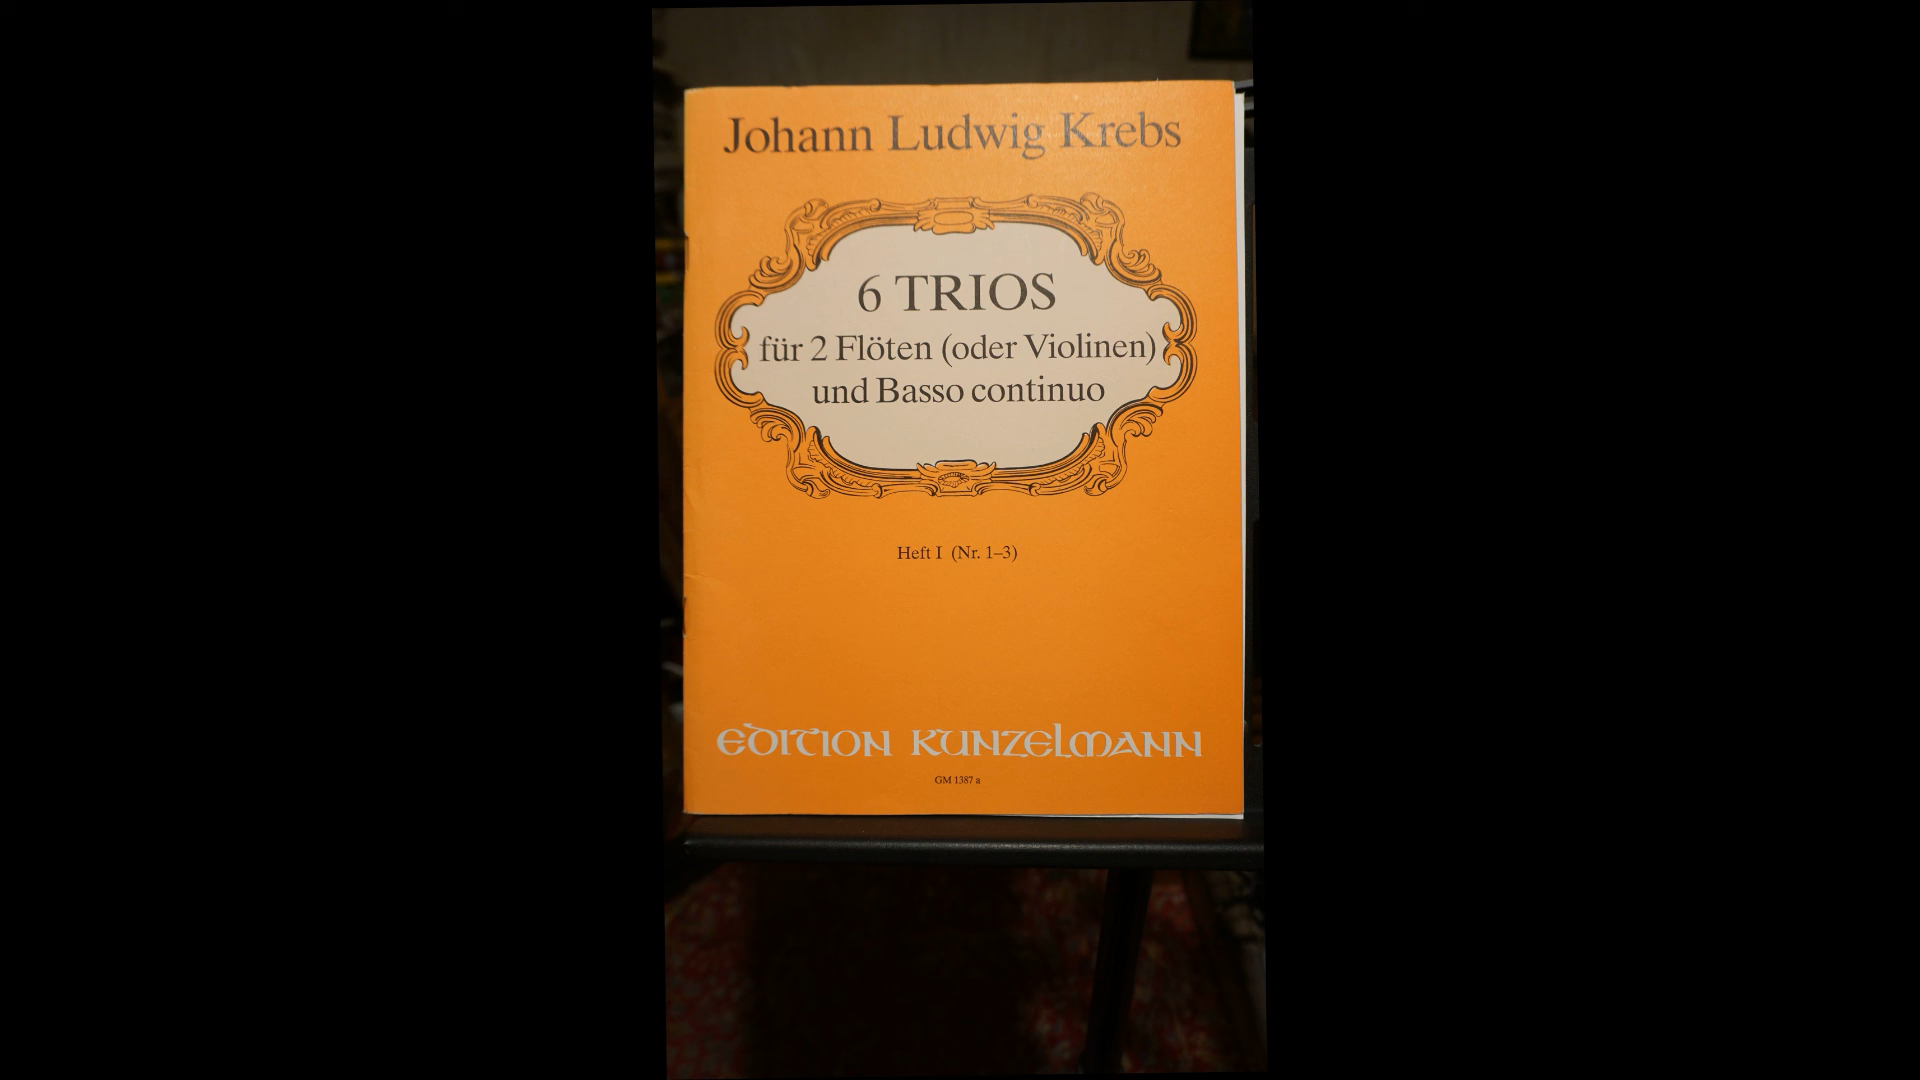 Johann Ludwig Krebs
6 TRIOS
für 2 Flöten (oder Violinen)
und Basso continuo
Heft I (Nr. 1–3)
EDITION KUNZELMANN
GM 1387 a